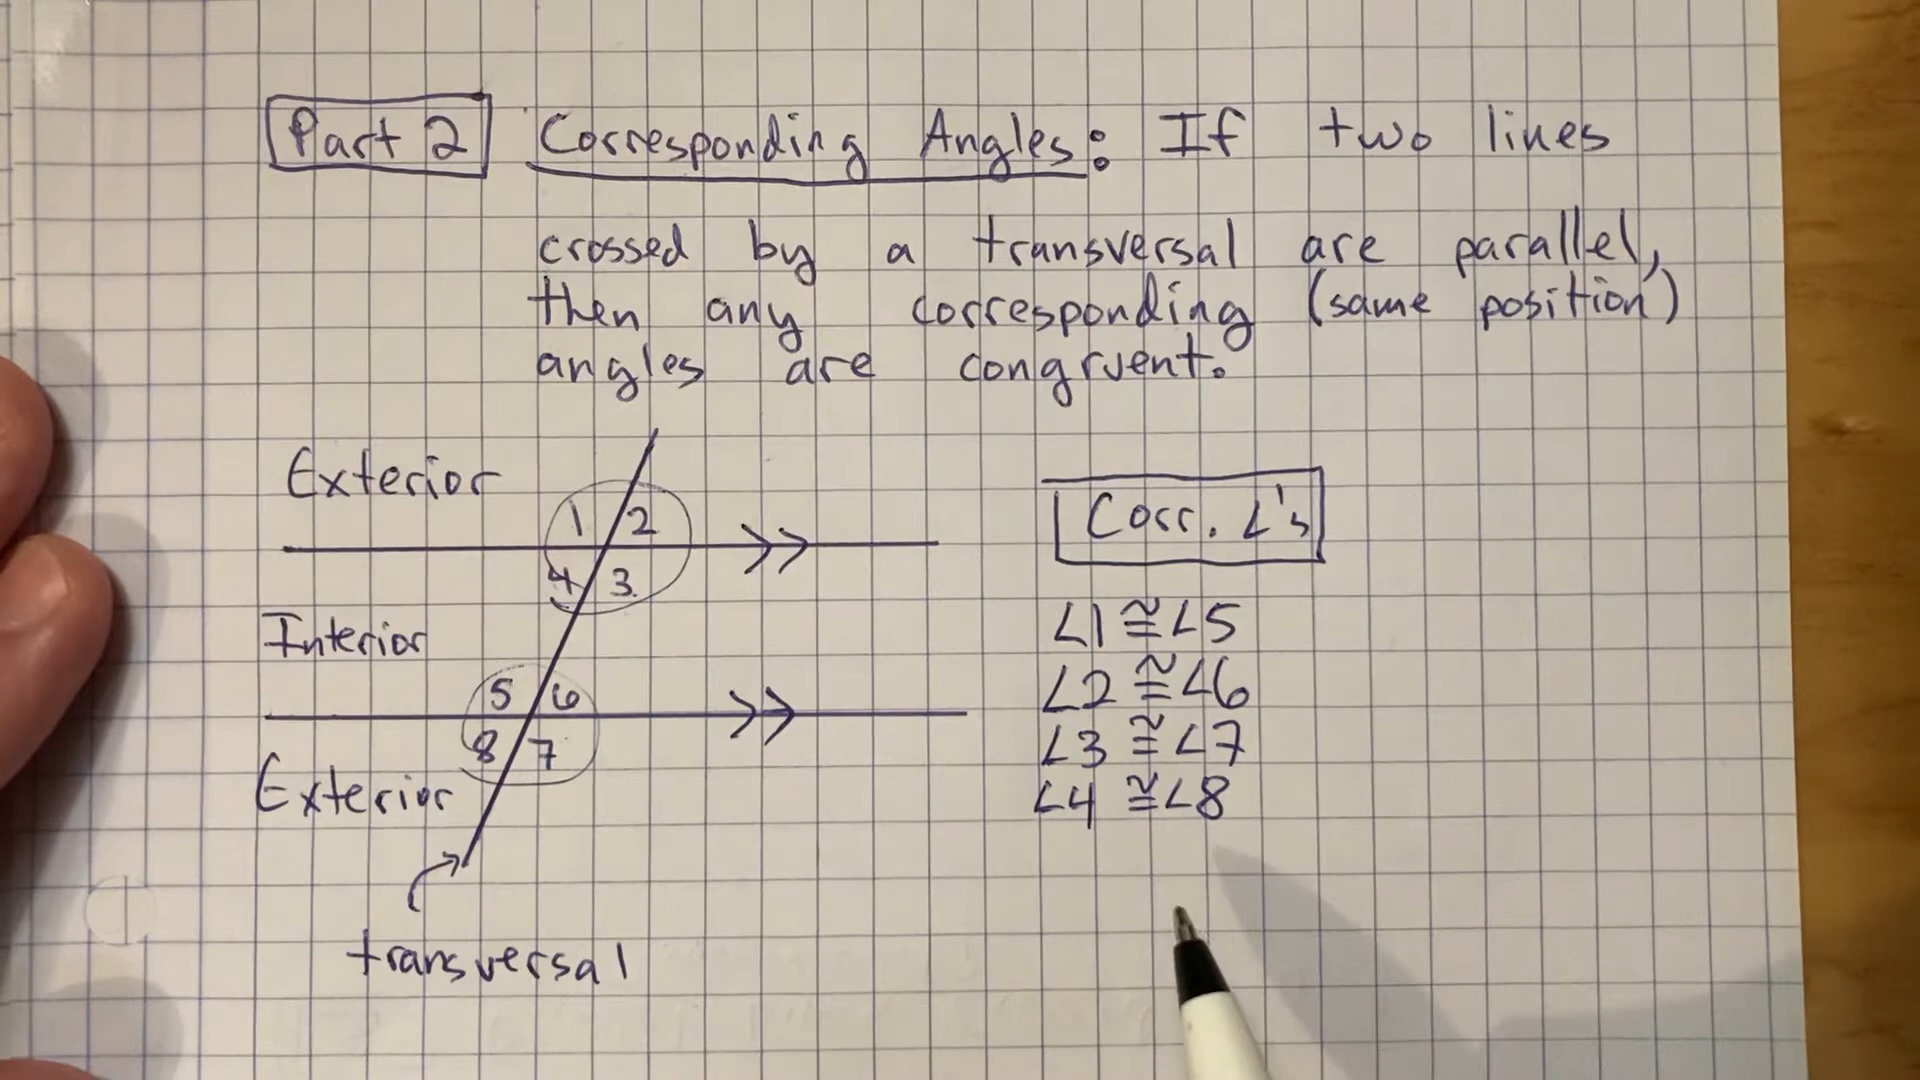 Part 2 Corresponding Angles: If two lines
crossed by a transversal are parallel,
then any corresponding (same position)
angles are congruent.
Exterior
1 2
4 3
Interior
5 6
8 7
Exterior
transversal
Corr. ∠'s
∠1 ≅ ∠5
∠2 ≅ ∠6
∠3 ≅ ∠7
∠4 ≅ ∠8